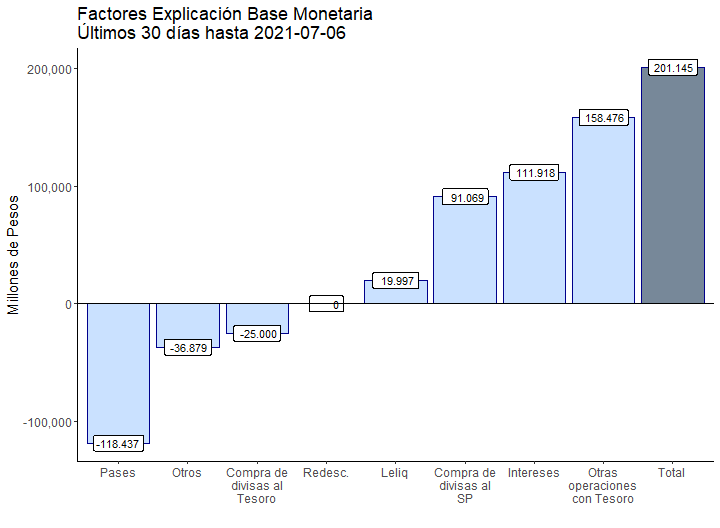 Factores Explicación Base Monetaria
Últimos 30 días hasta 2021-07-06
Millones de Pesos
200,000
100,000
0
-100,000
-118.437
-36.879
-25.000
0
19.997
91.069
111.918
158.476
201.145
Pases
Otros
Compra de
divisas al
Tesoro
Redesc.
Leliq
Compra de
divisas al
SP
Intereses
Otras
operaciones
con Tesoro
Total